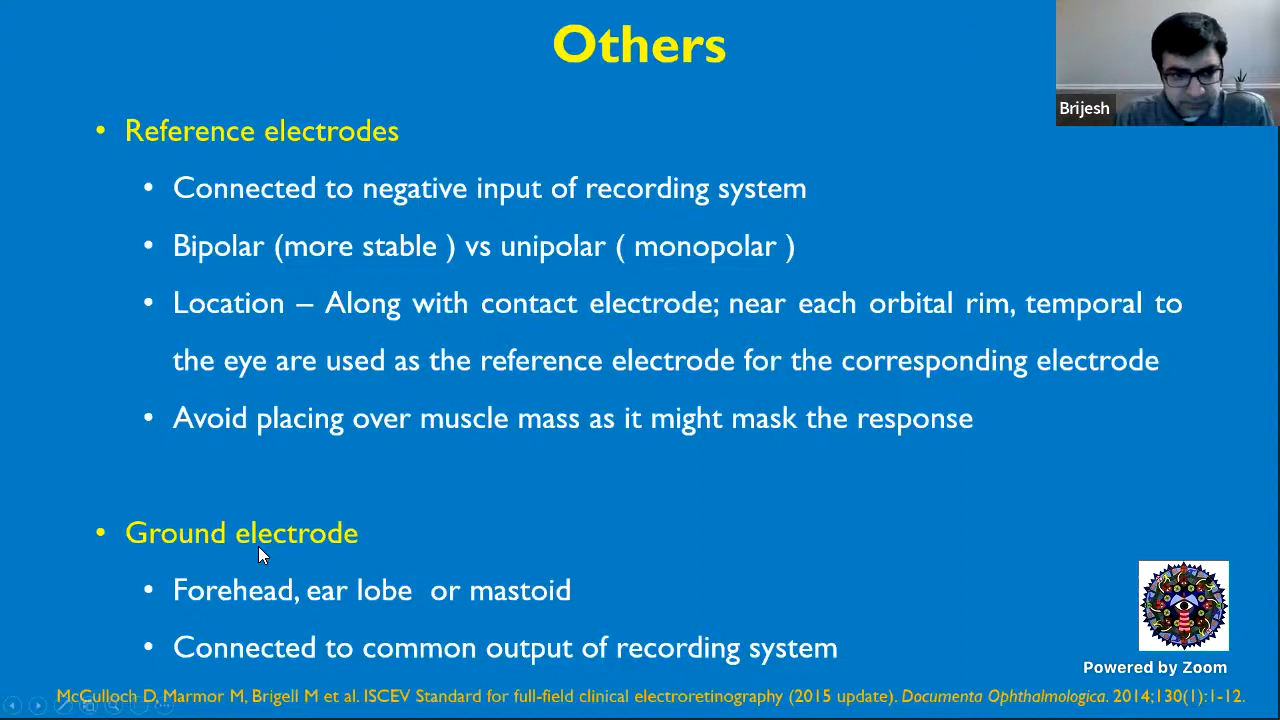 Others
Brijesh
• Reference electrodes
• Connected to negative input of recording system
• Bipolar (more stable ) vs unipolar ( monopolar )
• Location – Along with contact electrode; near each orbital rim, temporal to
the eye are used as the reference electrode for the corresponding electrode
• Avoid placing over muscle mass as it might mask the response
• Ground electrode
• Forehead, ear lobe or mastoid
• Connected to common output of recording system
Powered by Zoom
McCulloch D, Marmor M, Brigell M et al. ISCEV Standard for full-field clinical electroretinography (2015 update). Documenta Ophthalmologica. 2014;130(1):1-12.